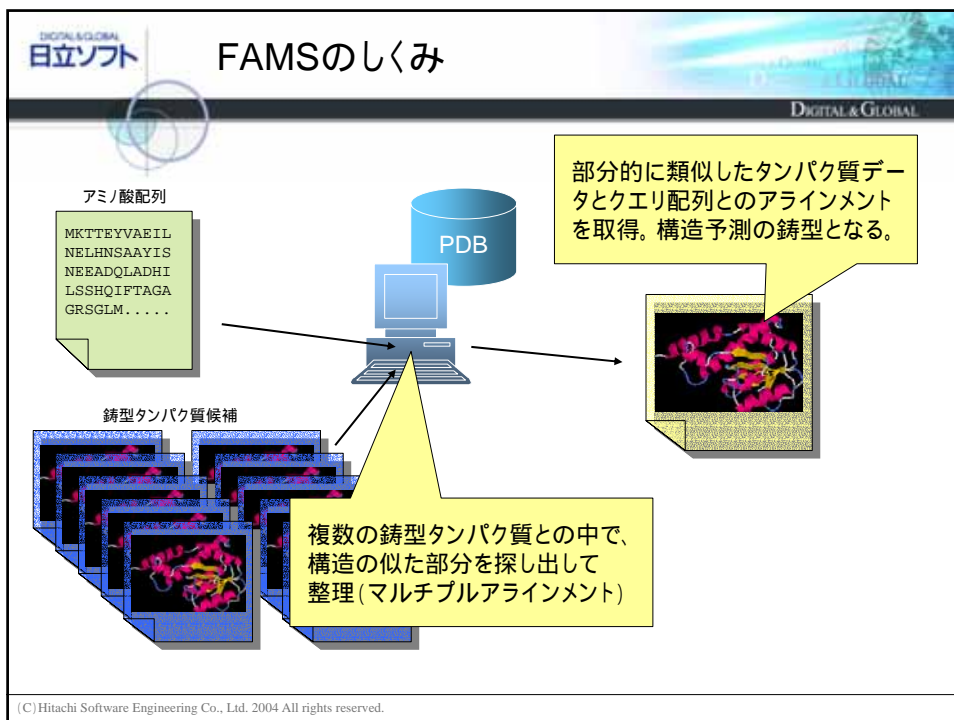 DIGITAL&GLOBAL
日立ソフト
FAMSのしくみ
DIGITAL & GLOBAL
アミノ酸配列
MKTTEYVAEIL
NELHNSAAYIS
NEEADQLADHI
LSSHQIFTAGA
GRSGLM.....
PDB
部分的に類似したタンパク質デー
タとクエリ配列とのアラインメント
を取得。構造予測の鋳型となる。
鋳型タンパク質候補
複数の鋳型タンパク質との中で、
構造の似た部分を探し出して
整理(マルチプルアラインメント)
(C)Hitachi Software Engineering Co., Ltd. 2004 All rights reserved.